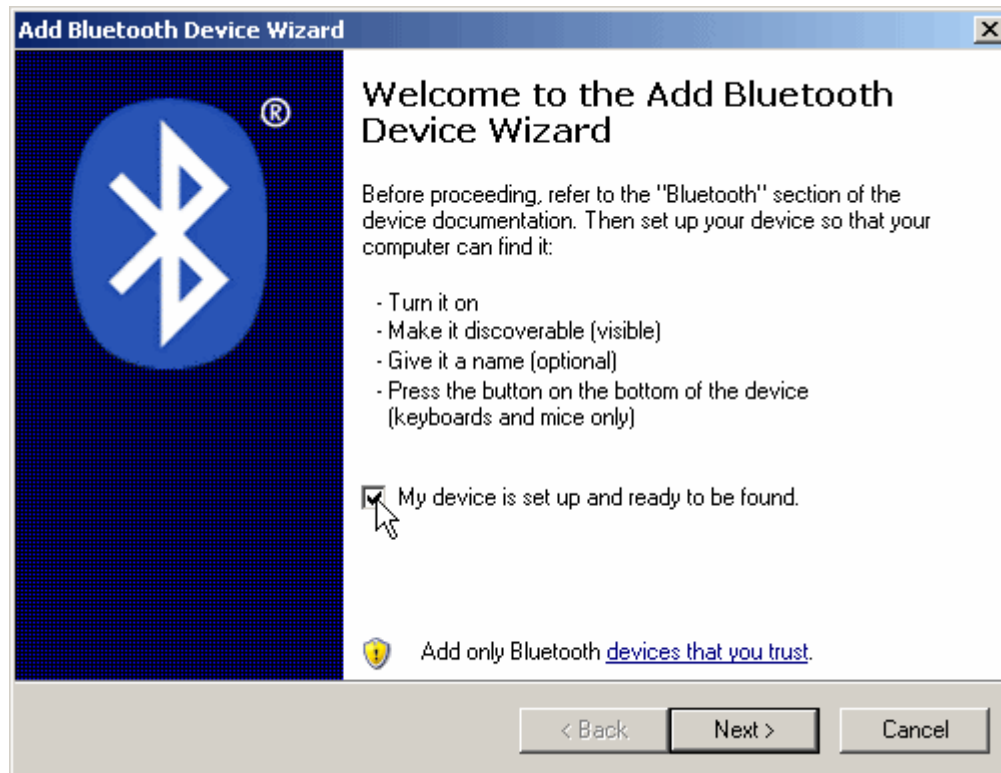 Add Bluetooth Device Wizard
®
Welcome to the Add Bluetooth
Device Wizard
Before proceeding, refer to the "Bluetooth" section of the
device documentation. Then set up your device so that your
computer can find it:
- Turn it on
- Make it discoverable (visible)
- Give it a name (optional)
- Press the button on the bottom of the device
(keyboards and mice only)
My device is set up and ready to be found.
Add only Bluetooth devices that you trust.
< Back Next > Cancel